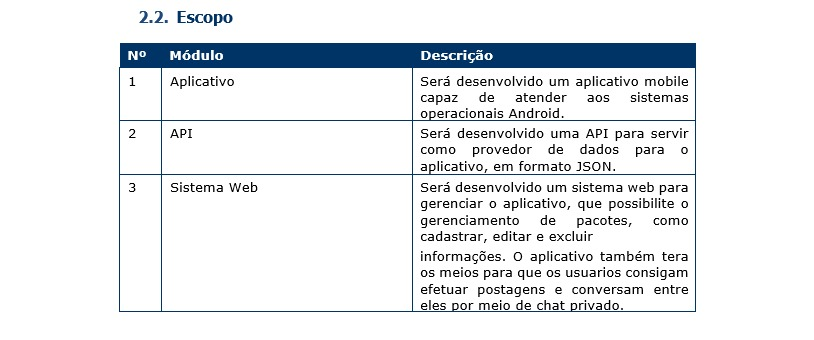 2.2. Escopo
Nº Módulo Descrição
1 Aplicativo Será desenvolvido um aplicativo mobile
capaz de atender aos sistemas
operacionais Android.
2 API Será desenvolvido uma API para servir
como provedor de dados para o
aplicativo, em formato JSON.
3 Sistema Web Será desenvolvido um sistema web para
gerenciar o aplicativo, que possibilite o
gerenciamento de pacotes, como
cadastrar, editar e excluir
informações. O aplicativo também tera
os meios para que os usuarios consigam
efetuar postagens e conversam entre
eles por meio de chat privado.